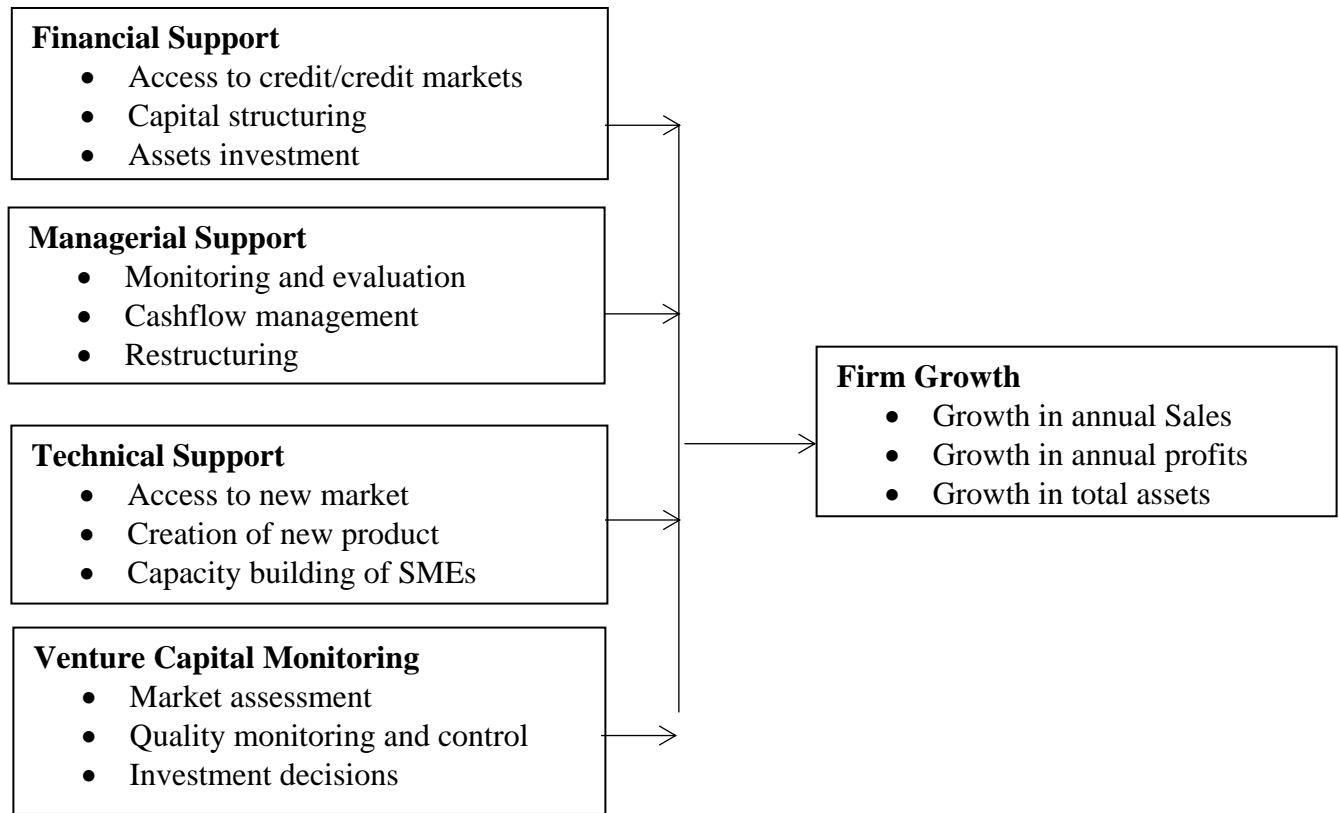 Financial Support
• Access to credit/credit markets
• Capital structuring
• Assets investment
Managerial Support
• Monitoring and evaluation
• Cashflow management
• Restructuring
Technical Support
• Access to new market
• Creation of new product
• Capacity building of SMEs
Venture Capital Monitoring
• Market assessment
• Quality monitoring and control
• Investment decisions
Firm Growth
• Growth in annual Sales
• Growth in annual profits
• Growth in total assets